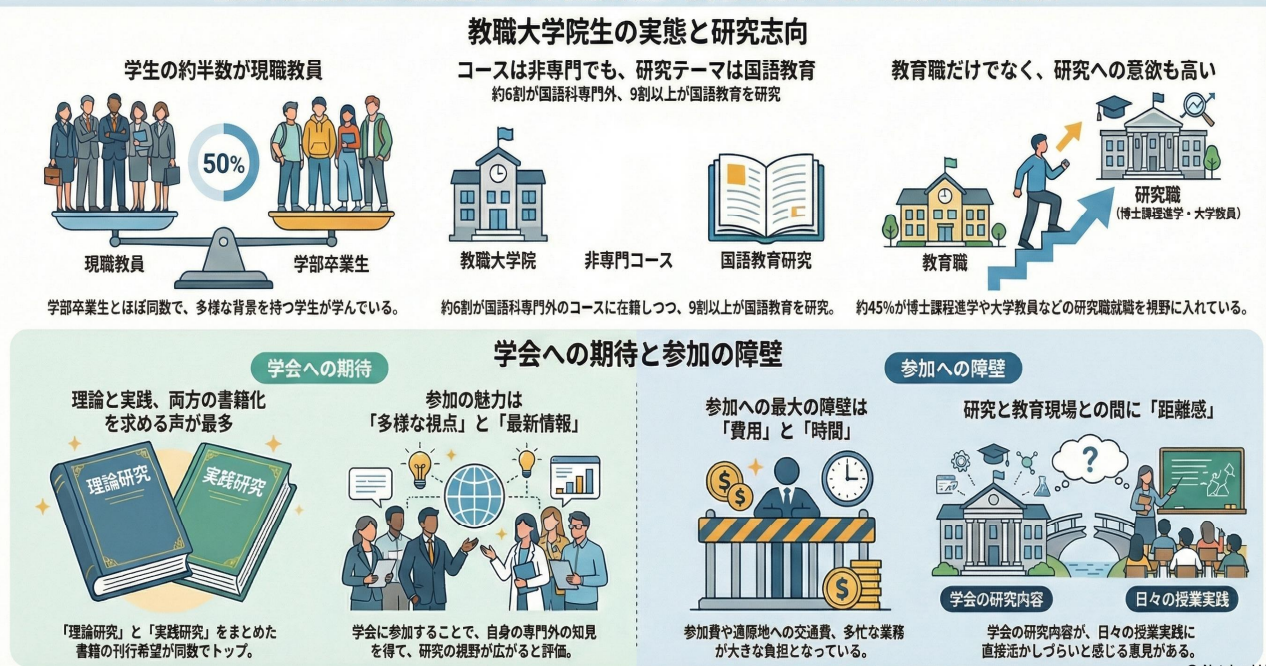 教職大学院生の実態と研究志向
学生の約半数が現職教員
50%
現職教員
学部卒業生
学部卒業生とほぼ同数で、多様な背景を持つ学生が学んでいる。
コースは非専門でも、研究テーマは国語教育
約6割が国語科専門外、9割以上が国語教育を研究
教職大学院
非専門コース
国語教育研究
約6割が国語科専門外のコースに在籍しつつ、9割以上が国語教育を研究。
教育職だけでなく、研究への意欲も高い
教育職
研究職
(博士課程進学・大学教員)
約45%が博士課程進学や大学教員などの研究職就職を視野に入れている。
学会への期待と参加の障壁
学会への期待
理論と実践、両方の書籍化
を求める声が最多
理論研究
実践研究
「理論研究」と「実践研究」をまとめた
書籍の刊行希望が同数でトップ。
参加の魅力は
「多様な視点」と「最新情報」
学会に参加することで、自身の専門外の知見
を得て、研究の視野が広がると評価。
参加への障壁
参加への最大の障壁は
「費用」と「時間」
$
$
$
参加費や適原地への交通費、多忙な業務
が大きな負担となっている。
研究と教育現場との間に「距離感」
?
学会の研究内容
日々の授業実践
学会の研究内容が、日々の授業実践に
直接活かしづらいと感じる意見がある。